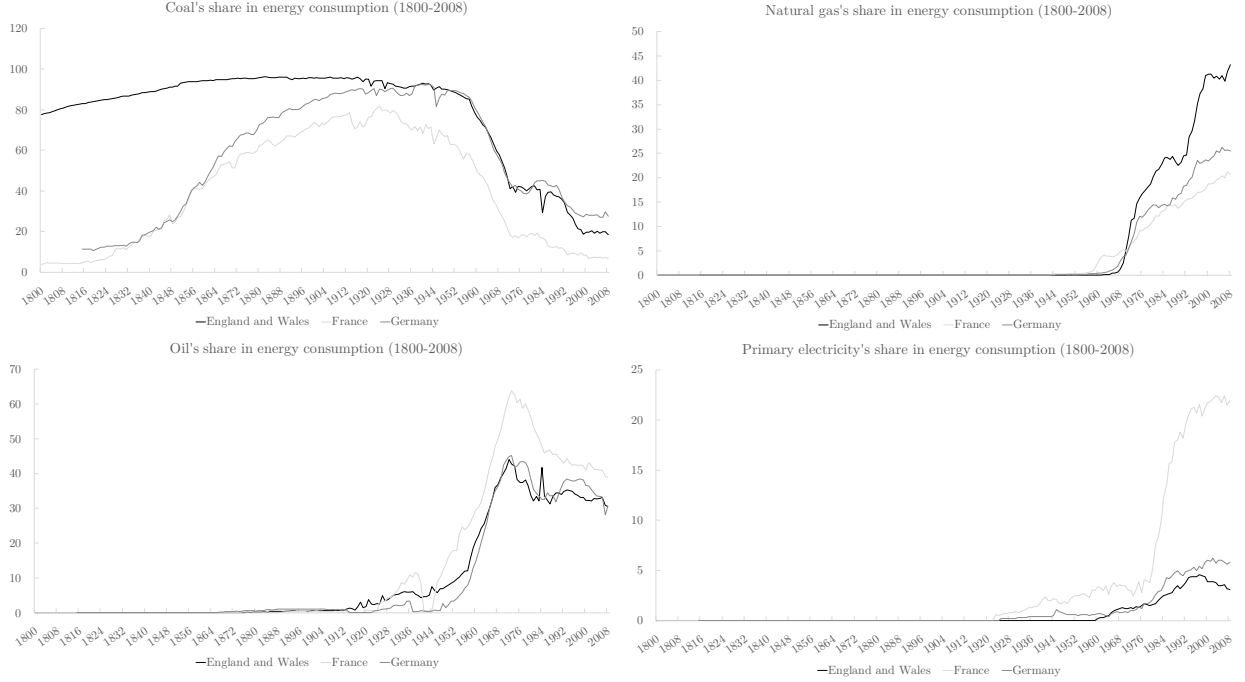 Coal's share in energy consumption (1800-2008)
120
100
80
60
40
20
0
1800 1808 1816 1824 1832 1840 1848 1856 1864 1872 1880 1888 1896 1904 1912 1920 1928 1936 1944 1952 1960 1968 1976 1984 1992 2000 2008
England and Wales France Germany
Natural gas's share in energy consumption (1800-2008)
50
45
40
35
30
25
20
15
10
5
0
1800 1808 1816 1824 1832 1840 1848 1856 1864 1872 1880 1888 1896 1904 1912 1920 1928 1936 1944 1952 1960 1968 1976 1984 1992 2000 2008
England and Wales France Germany
Oil's share in energy consumption (1800-2008)
70
60
50
40
30
20
10
0
1800 1808 1816 1824 1832 1840 1848 1856 1864 1872 1880 1888 1896 1904 1912 1920 1928 1936 1944 1952 1960 1968 1976 1984 1992 2000 2008
England and Wales France Germany
Primary electricity's share in energy consumption (1800-2008)
25
20
15
10
5
0
1800 1808 1816 1824 1832 1840 1848 1856 1864 1872 1880 1888 1896 1904 1912 1920 1928 1936 1944 1952 1960 1968 1976 1984 1992 2000 2008
England and Wales France Germany